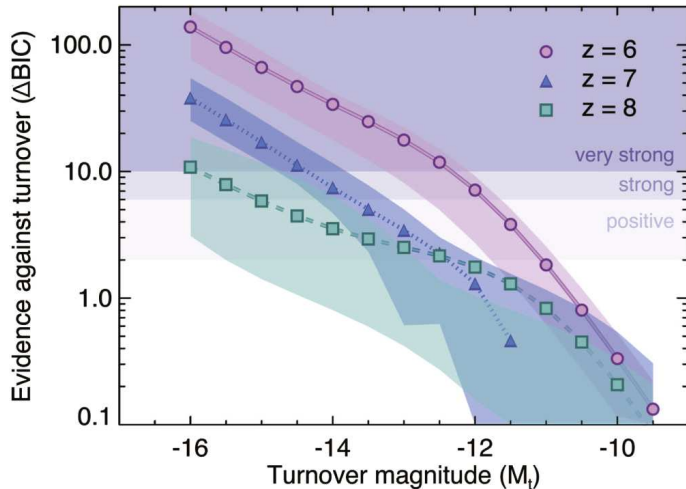 Evidence against turnover (ΔBIC)
100.0
10.0
1.0
0.1
z = 6
z = 7
z = 8
very strong
strong
positive
-16
-14
-12
-10
Turnover magnitude (Mₜ)